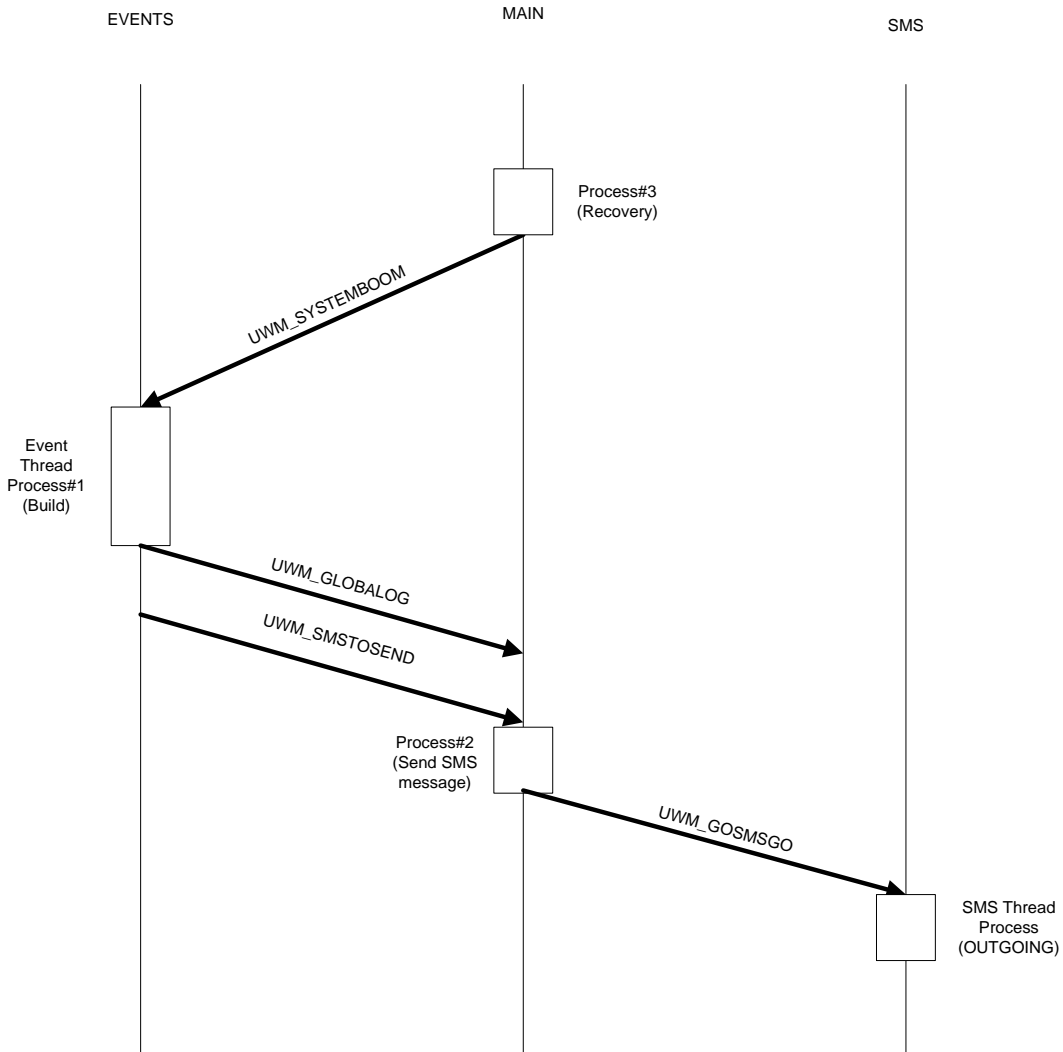 EVENTS
MAIN
SMS
Process#3
(Recovery)
UWM_SYSTEMBOOM
Event
Thread
Process#1
(Build)
UWM_GLOBALOG
UWM_SMSTOSEND
Process#2
(Send SMS
message)
UWM_GOSMSGO
SMS Thread
Process
(OUTGOING)